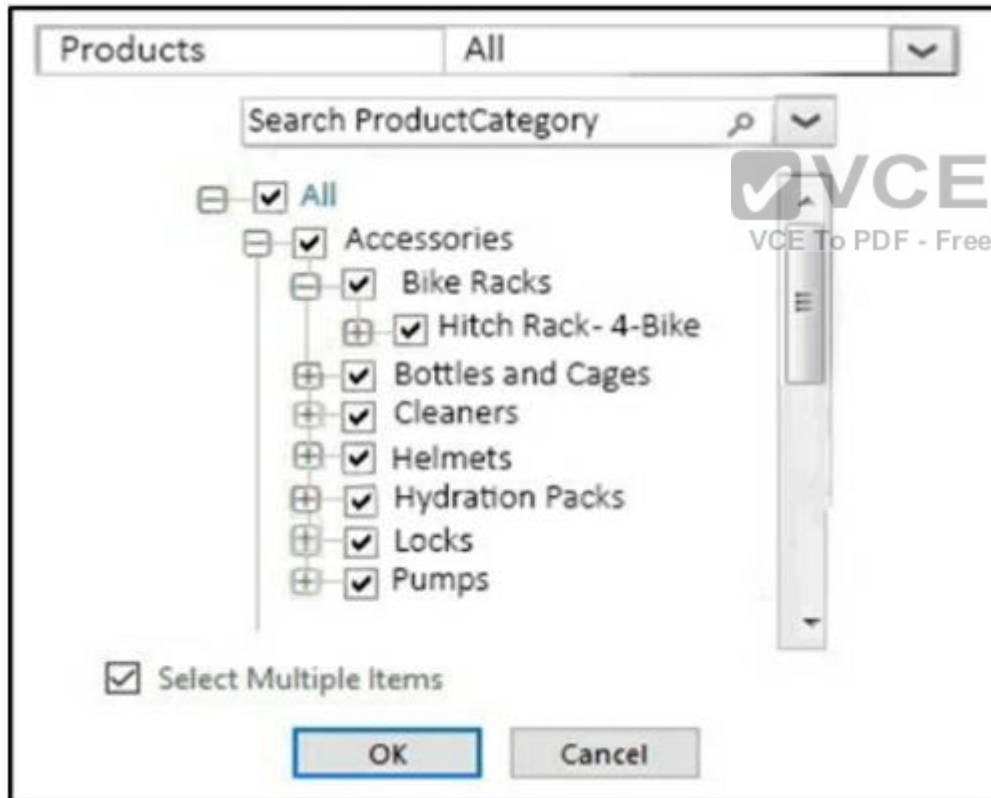 Products All
Search ProductCategory
VCE
VCE To PDF - Free
All
Accessories
Bike Racks
Hitch Rack- 4-Bike
Bottles and Cages
Cleaners
Helmets
Hydration Packs
Locks
Pumps
Select Multiple Items
OK Cancel